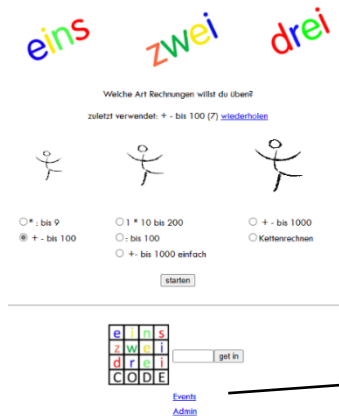 eins zwei drei
Welche Art Rechnungen willst du üben?
zuletzt verwendet: + - bis 100 (7) wiederholen
* : bis 9
+ - bis 100
1 * 10 bis 200
: bis 100
+- bis 1000 einfach
+ - bis 1000
Kettenrechnen
starten
eins
zwei
drei
CODE
get in
Events
Admin